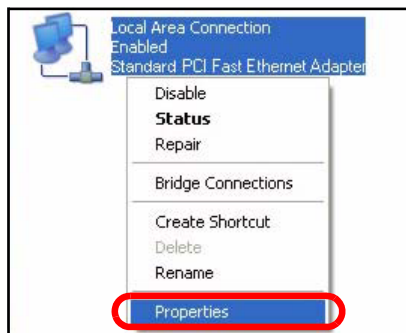 Local Area Connection
Enabled
Standard PCI Fast Ethernet Adapter
Disable
Status
Repair
Bridge Connections
Create Shortcut
Delete
Rename
Properties